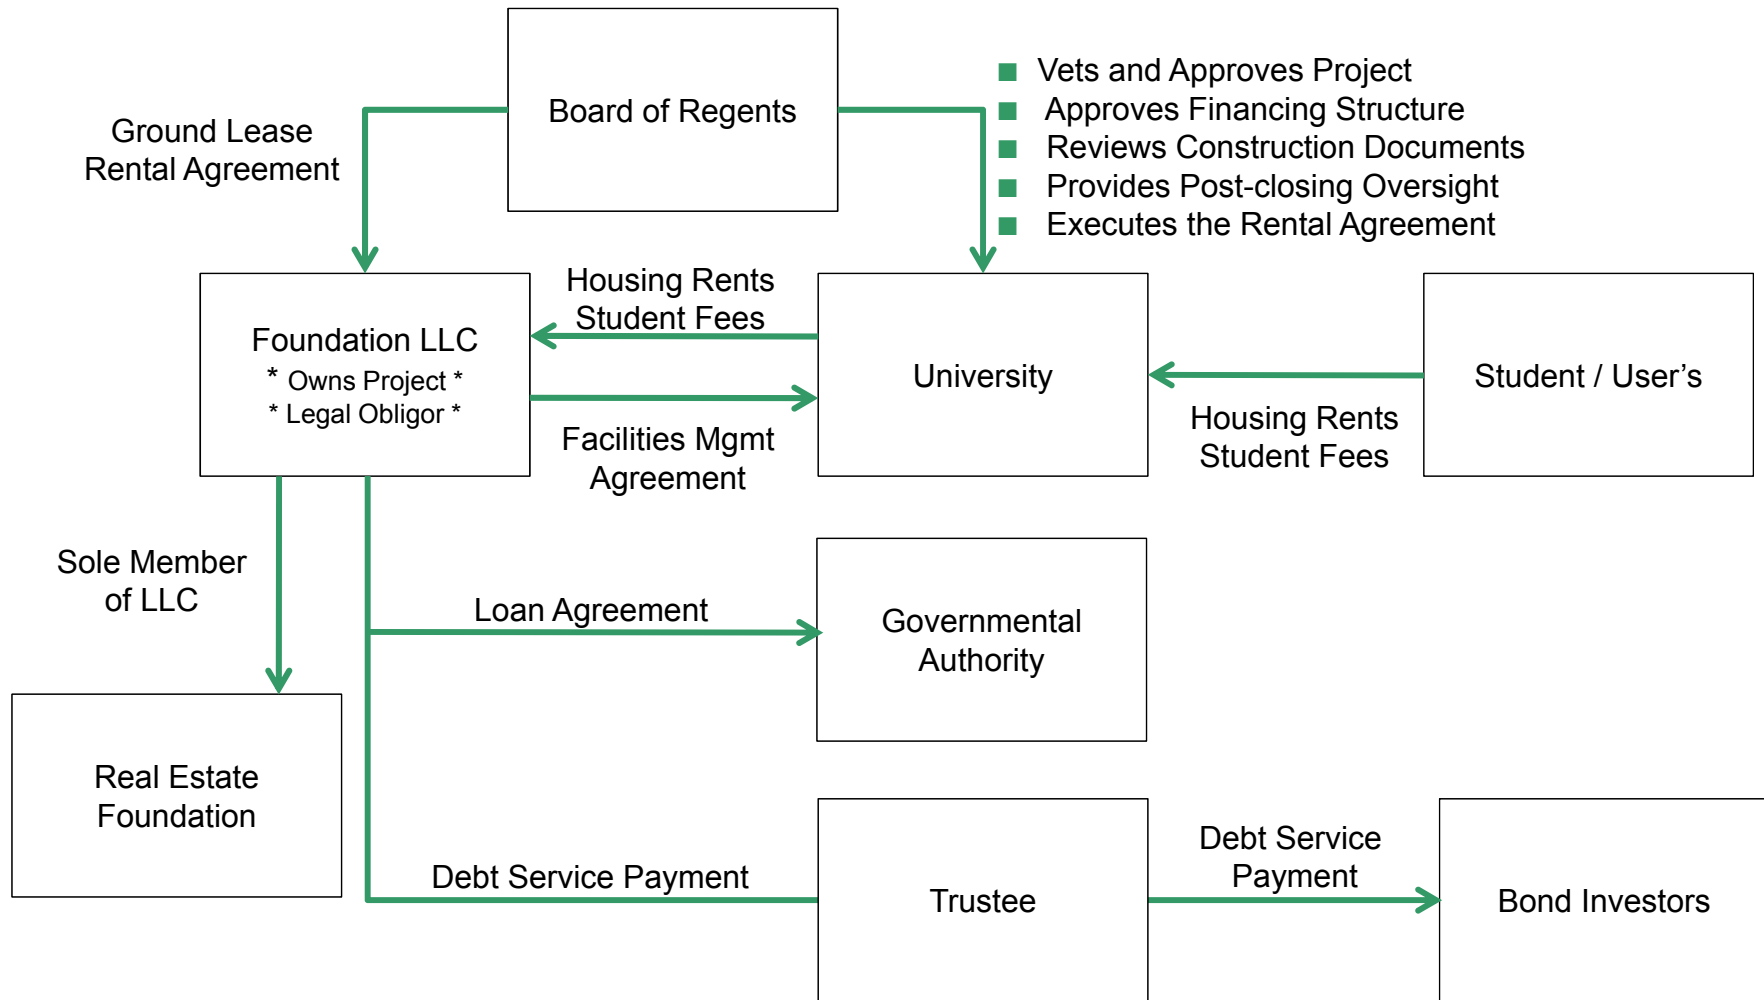 Board of Regents
Ground Lease
Rental Agreement
■ Vets and Approves Project
■ Approves Financing Structure
■ Reviews Construction Documents
■ Provides Post-closing Oversight
■ Executes the Rental Agreement
Foundation LLC
* Owns Project *
* Legal Obligor *
Housing Rents
Student Fees
Facilities Mgmt
Agreement
University
Housing Rents
Student Fees
Student / User’s
Sole Member
of LLC
Loan Agreement
Governmental
Authority
Real Estate
Foundation
Debt Service Payment
Trustee
Debt Service
Payment
Bond Investors